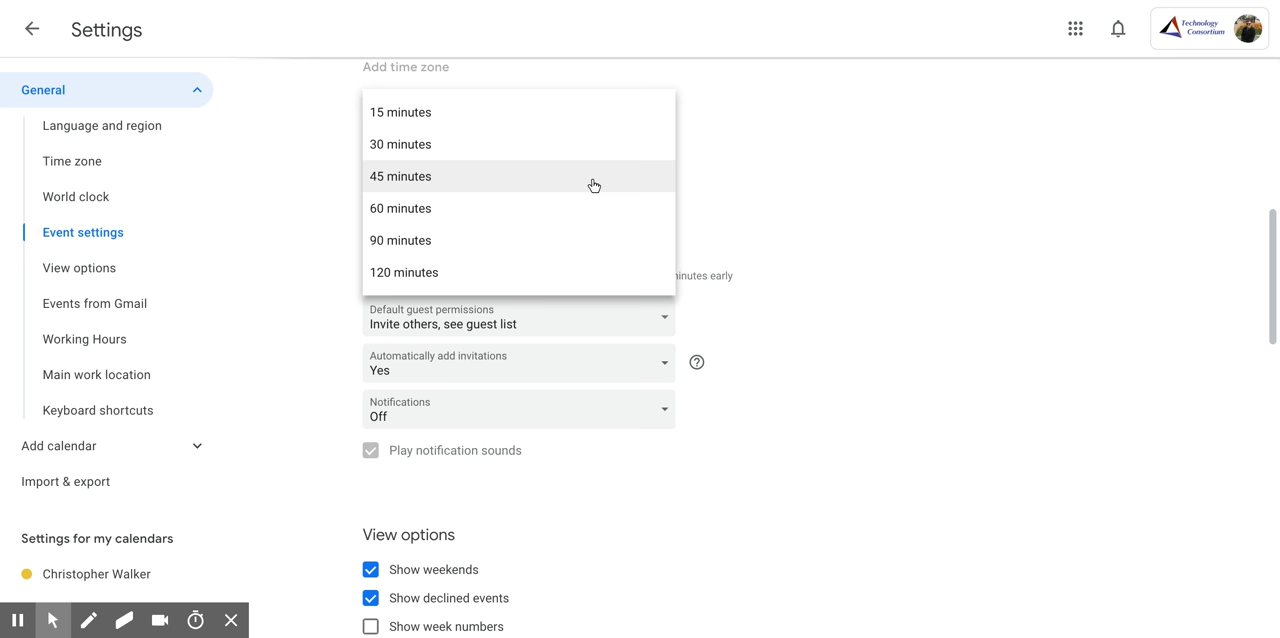 Settings
Technology
Consortium
General
Language and region
Time zone
World clock
Event settings
View options
Events from Gmail
Working Hours
Main work location
Keyboard shortcuts
Add calendar
Import & export
Settings for my calendars
Christopher Walker
Add time zone
15 minutes
30 minutes
45 minutes
60 minutes
90 minutes
120 minutes
minutes early
Default guest permissions
Invite others, see guest list
Automatically add invitations
Yes
Notifications
Off
Play notification sounds
View options
Show weekends
Show declined events
Show week numbers